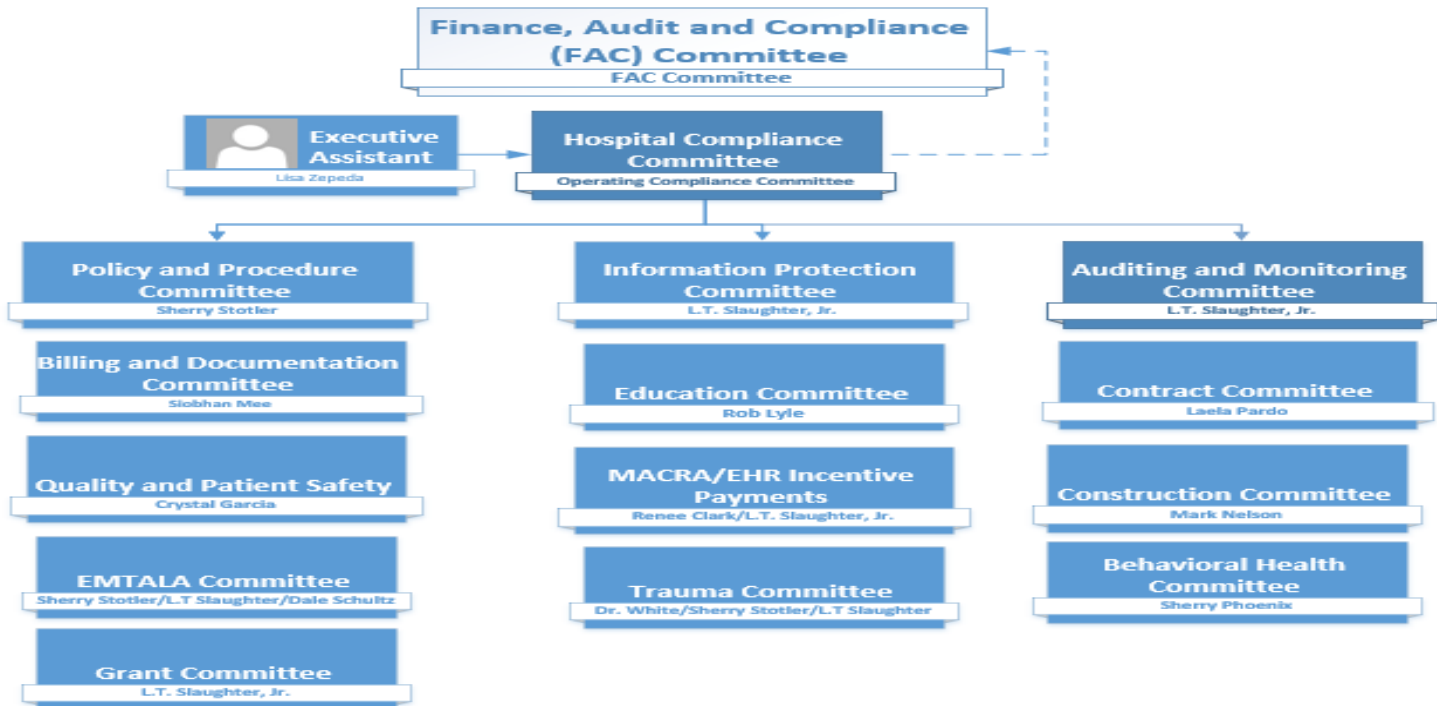 Finance, Audit and Compliance
(FAC) Committee
FAC Committee
Executive
Assistant
Lisa Zepeda
Hospital Compliance
Committee
Operating Compliance Committee
Policy and Procedure
Committee
Sherry Stotler
Information Protection
Committee
L.T. Slaughter, Jr.
Auditing and Monitoring
Committee
L.T. Slaughter, Jr.
Billing and Documentation
Committee
Siobhan Mee
Education Committee
Rob Lyle
Contract Committee
Laela Pardo
Quality and Patient Safety
Crystal Garcia
MACRA/EHR Incentive
Payments
Renee Clark/L.T. Slaughter, Jr.
Construction Committee
Mark Nelson
EMTALA Committee
Sherry Stotler/L.T Slaughter/Dale Schultz
Trauma Committee
Dr. White/Sherry Stotler/L.T Slaughter
Behavioral Health
Committee
Sherry Phoenix
Grant Committee
L.T. Slaughter, Jr.